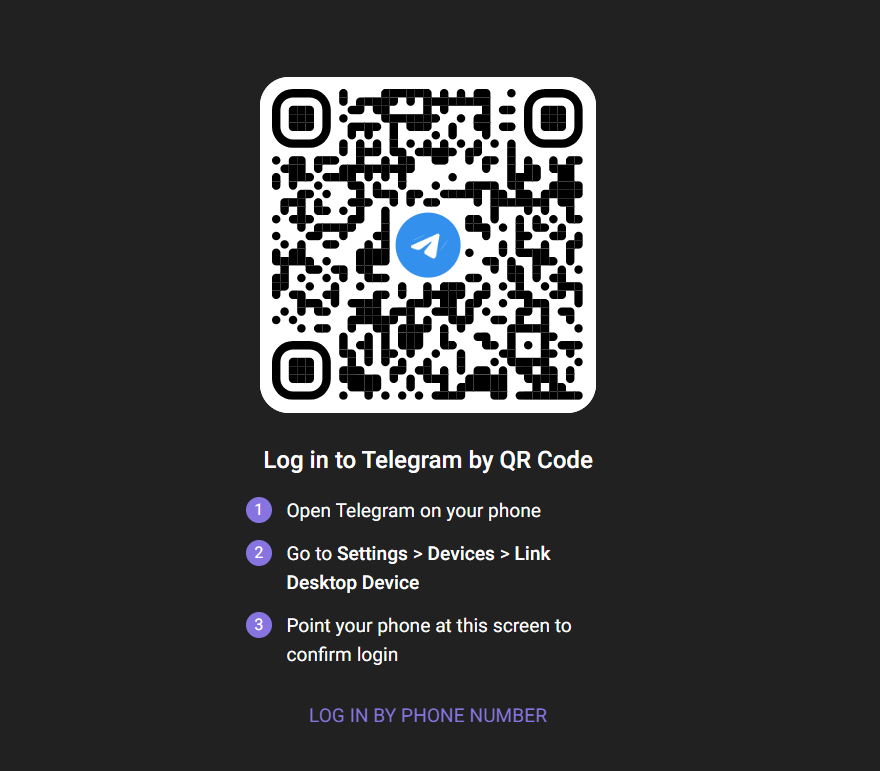 Log in to Telegram by QR Code
1 Open Telegram on your phone
2 Go to Settings > Devices > Link
Desktop Device
3 Point your phone at this screen to
confirm login
LOG IN BY PHONE NUMBER